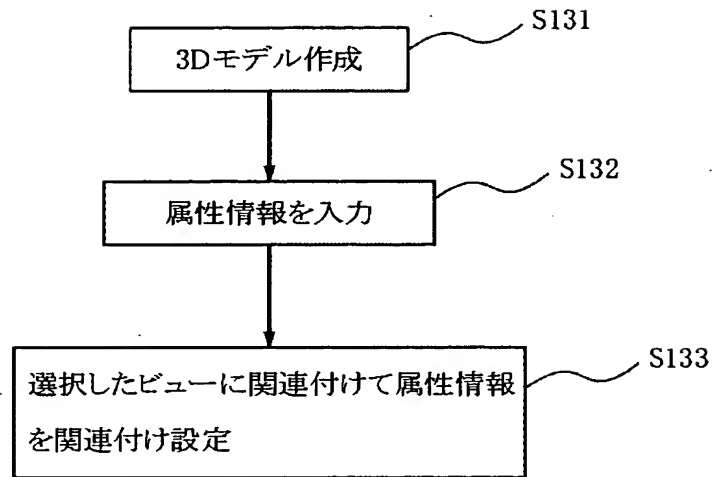 S131
3Dモデル作成
S132
属性情報を入力
S133
選択したビューに関連付けて属性情報
を関連付け設定